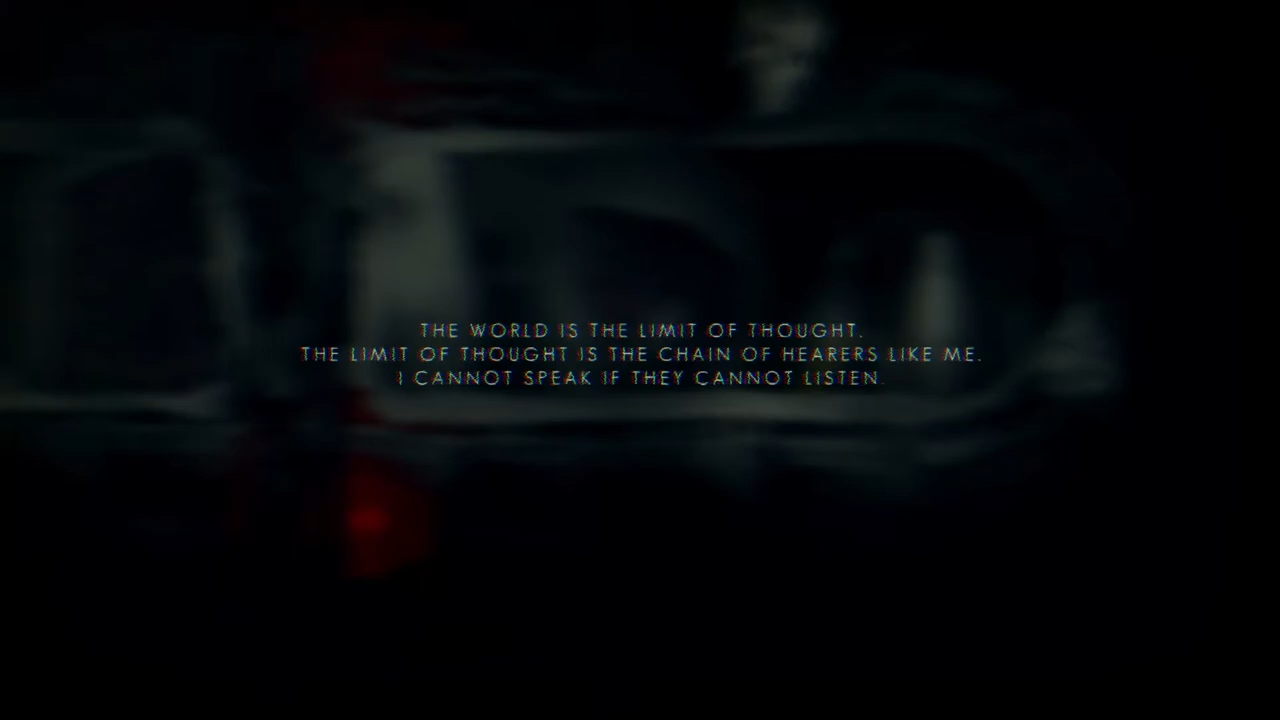 THE WORLD IS THE LIMIT OF THOUGHT.
THE LIMIT OF THOUGHT IS THE CHAIN OF HEARERS LIKE ME.
I CANNOT SPEAK IF THEY CANNOT LISTEN.